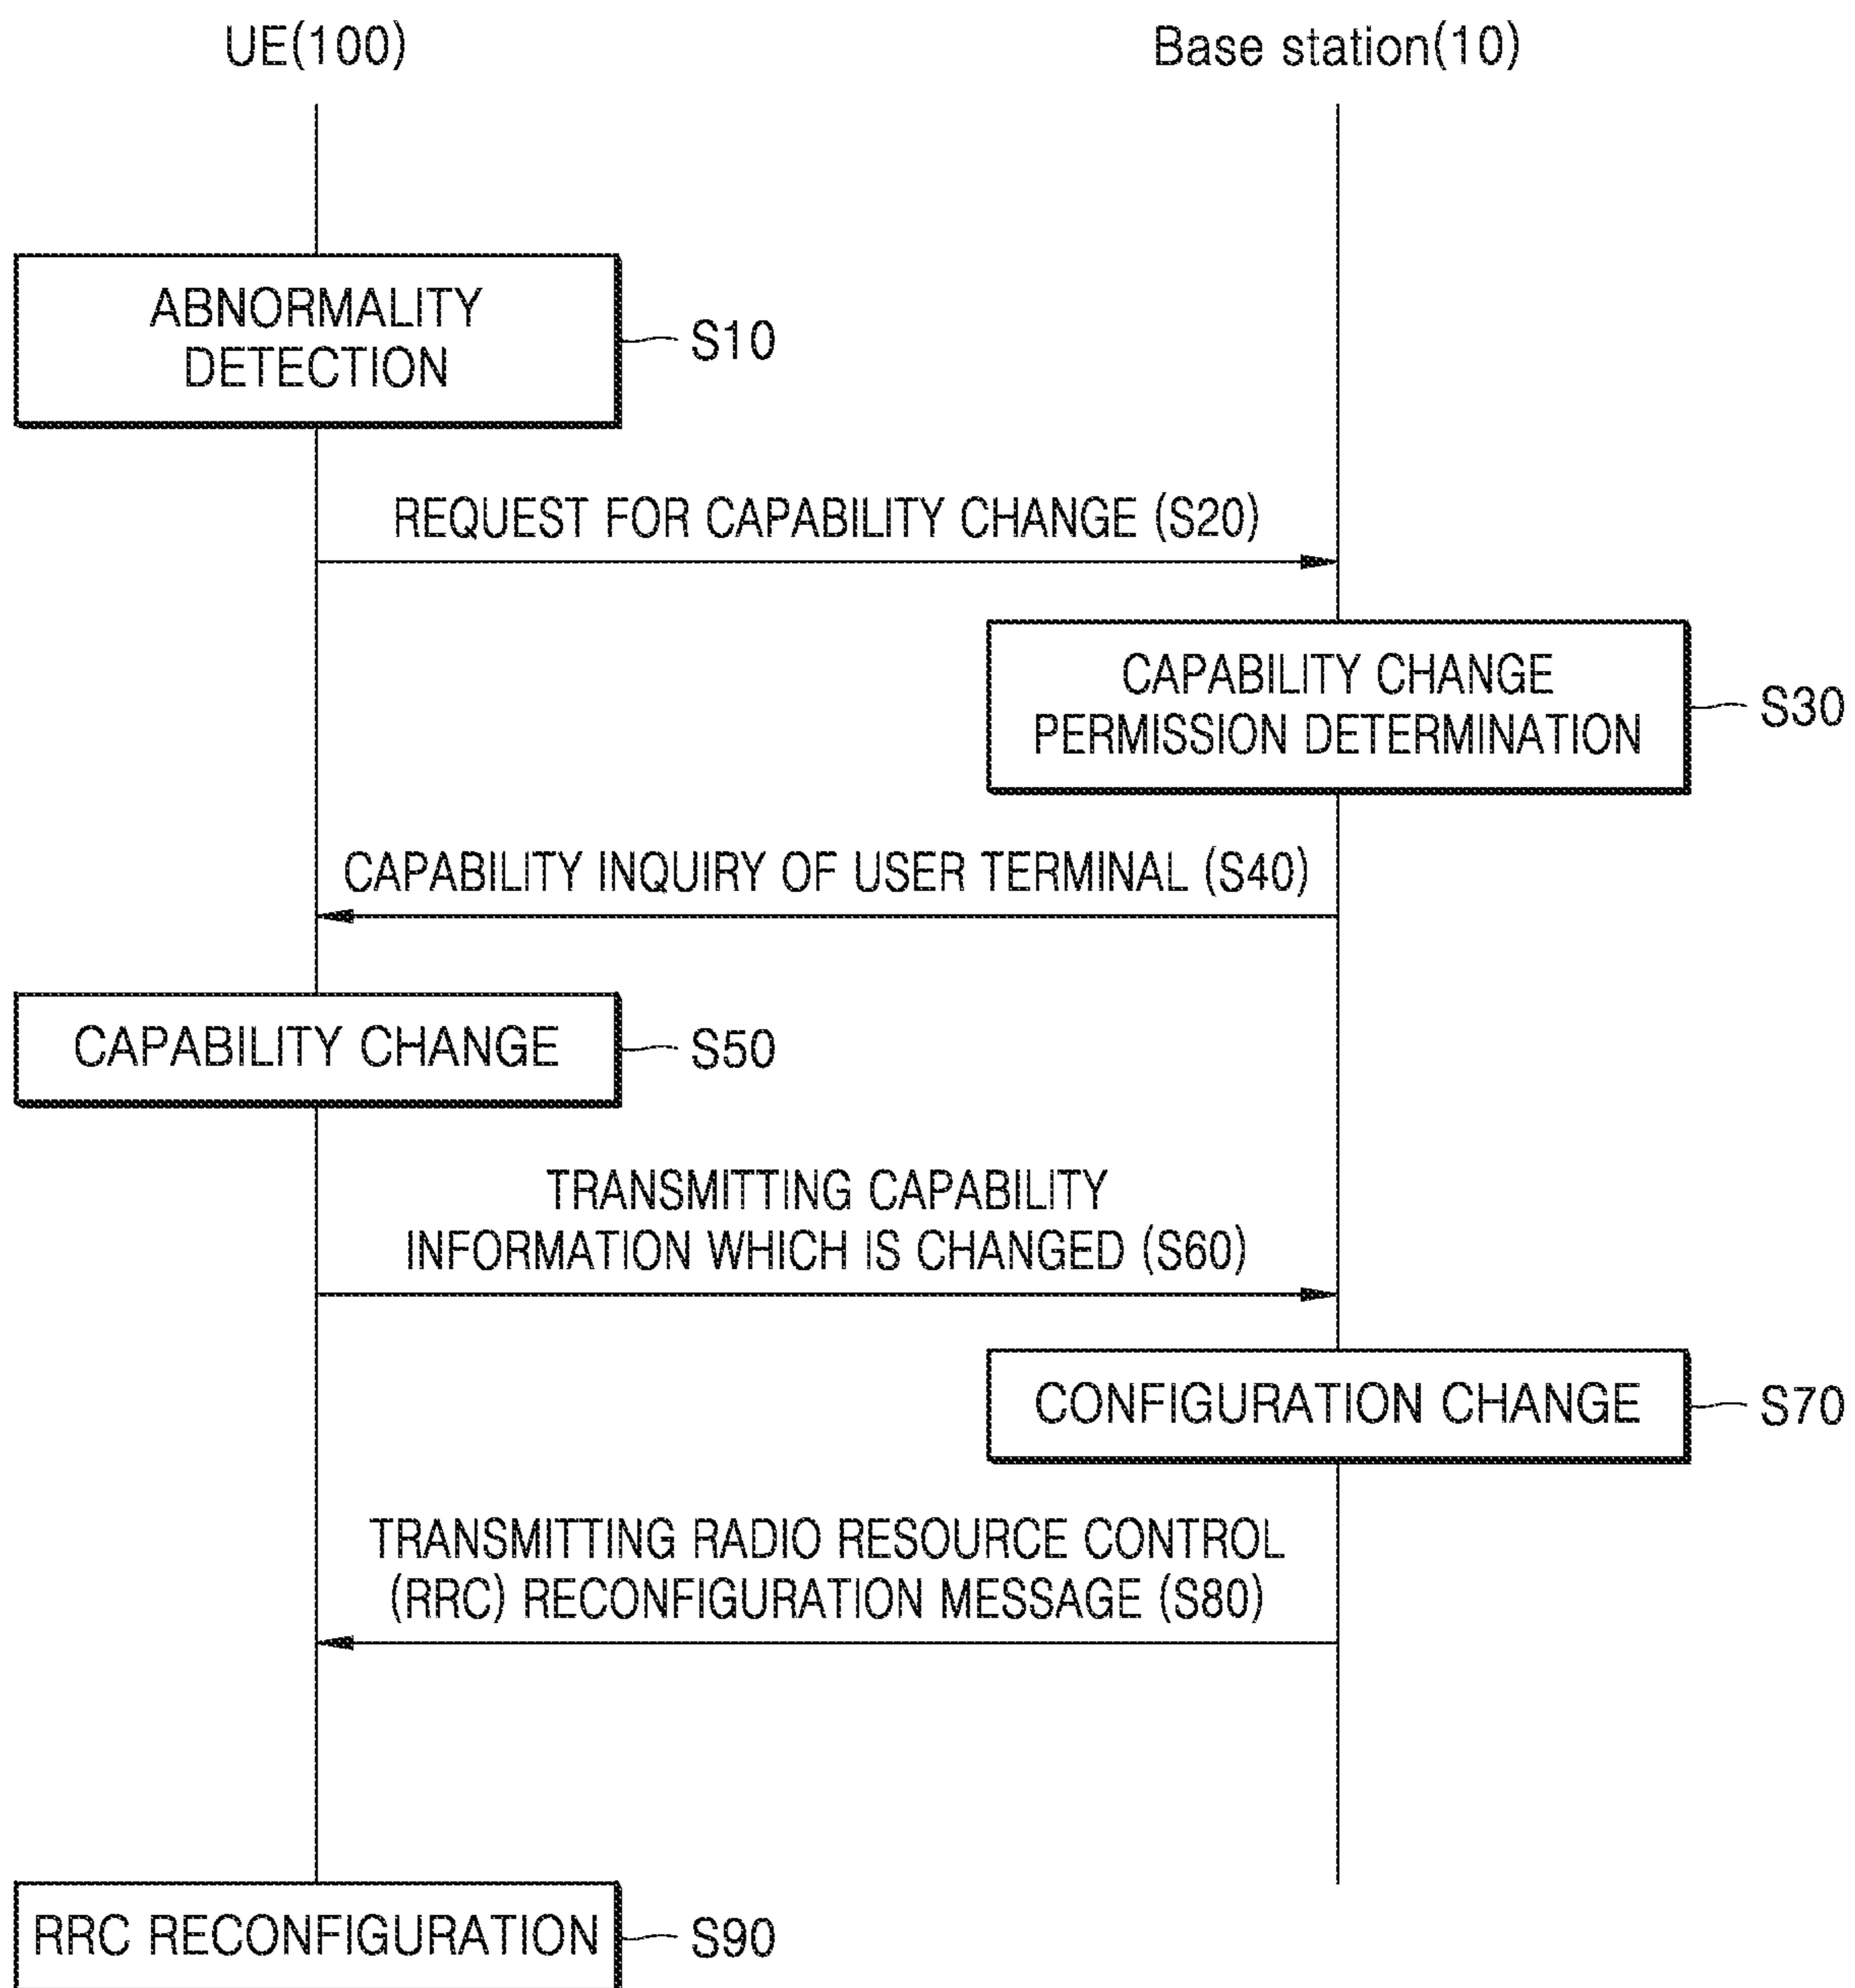 UE(100)
Base station(10)
ABNORMALITY
DETECTION
S10
REQUEST FOR CAPABILITY CHANGE (S20)
CAPABILITY CHANGE
PERMISSION DETERMINATION
S30
CAPABILITY INQUIRY OF USER TERMINAL (S40)
CAPABILITY CHANGE
S50
TRANSMITTING CAPABILITY
INFORMATION WHICH IS CHANGED (S60)
CONFIGURATION CHANGE
S70
TRANSMITTING RADIO RESOURCE CONTROL
(RRC) RECONFIGURATION MESSAGE (S80)
RRC RECONFIGURATION
S90